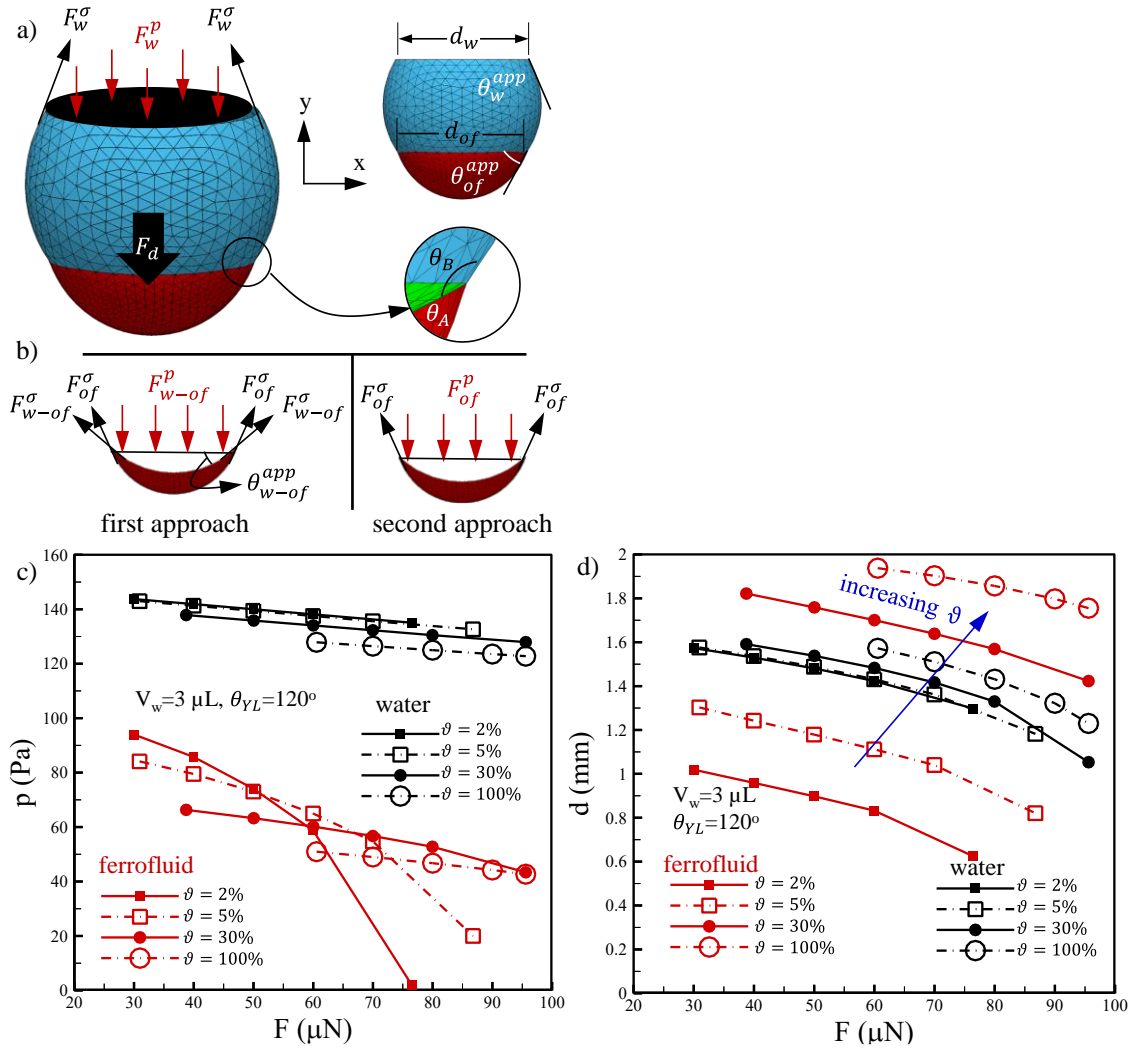 a)
F_w^σ
F_w^p
F_w^σ
d_w
θ_w^app
y
x
d_of
θ_of^app
F_d
θ_B
θ_A
b)
F_of^σ
F_w-of^p
F_of^σ
F_w-of^σ
F_w-of^σ
θ_w-of^app
first approach
F_of^σ
F_of^p
F_of^σ
second approach
c)
160
140
120
100
80
60
40
20
0
p (Pa)
V_w=3 μL, θ_YL=120°
water
ϑ = 2%
ϑ = 5%
ϑ = 30%
ϑ = 100%
ferrofluid
ϑ = 2%
ϑ = 5%
ϑ = 30%
ϑ = 100%
20 30 40 50 60 70 80 90 100
F (μN)
d)
2
1.8
1.6
1.4
1.2
1
0.8
0.6
0.4
0.2
0
d (mm)
increasing ϑ
V_w=3 μL
θ_YL=120°
ferrofluid
ϑ = 2%
ϑ = 5%
ϑ = 30%
ϑ = 100%
water
ϑ = 2%
ϑ = 5%
ϑ = 30%
ϑ = 100%
20 30 40 50 60 70 80 90 100
F (μN)